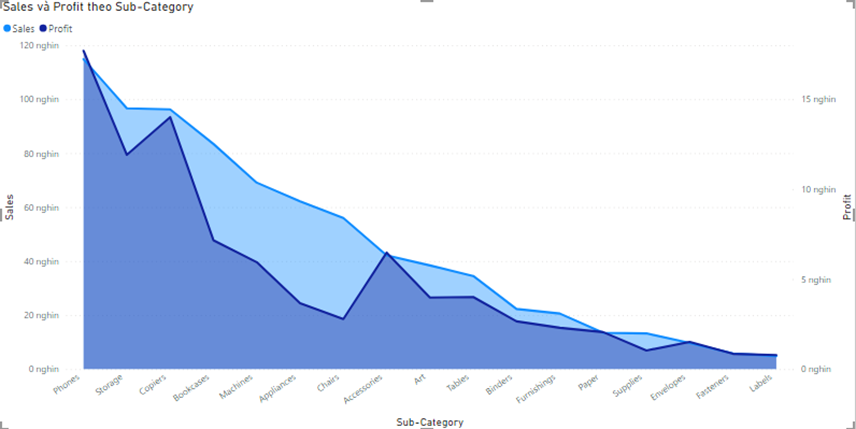 Sales và Profit theo Sub-Category
Sales Profit
120 nghìn
100 nghìn
80 nghìn
60 nghìn
40 nghìn
20 nghìn
0 nghìn
Sales
15 nghìn
10 nghìn
5 nghìn
0 nghìn
Profit
Phones
Storage
Copiers
Bookcases
Machines
Appliances
Chairs
Accessories
Art
Tables
Binders
Furnishings
Paper
Supplies
Envelopes
Fasteners
Labels
Sub-Category